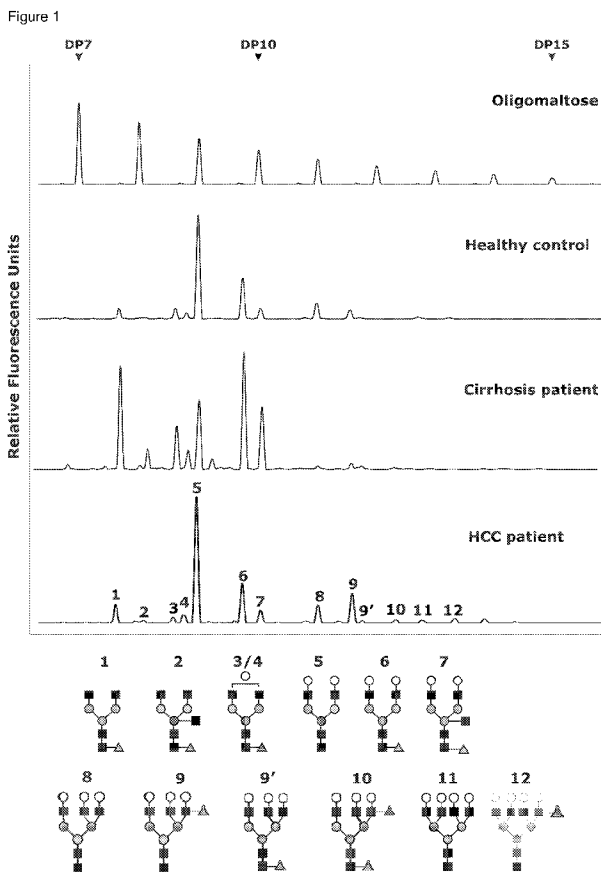 Figure 1
DP7 DP10 DP15
Oligomaltose
Healthy control
Cirrhosis patient
HCC patient
Relative Fluorescence Units
5
1 2 3 4 6 7 8 9 9' 10 11 12
1 2 3/4 5 6 7
8 9 9' 10 11 12